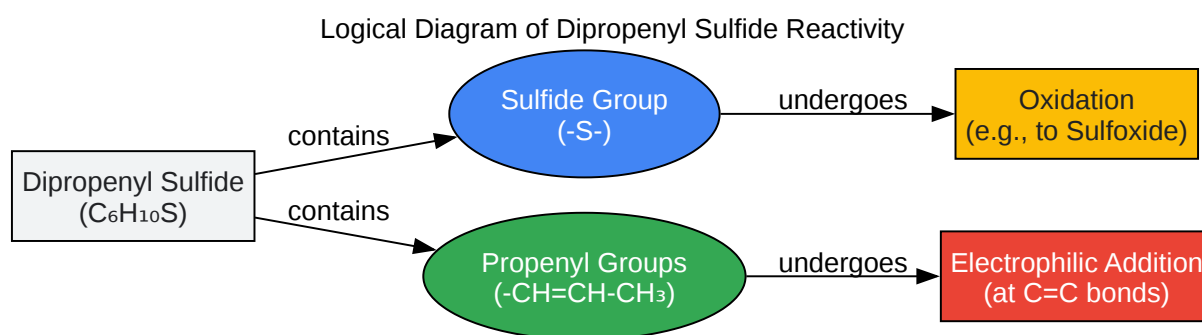 Logical Diagram of Dipropenyl Sulfide Reactivity
Dipropenyl Sulfide
(C₆H₁₀S)
contains
contains
Sulfide Group
(-S-)
undergoes
Oxidation
(e.g., to Sulfoxide)
Propenyl Groups
(-CH=CH-CH₃)
undergoes
Electrophilic Addition
(at C=C bonds)